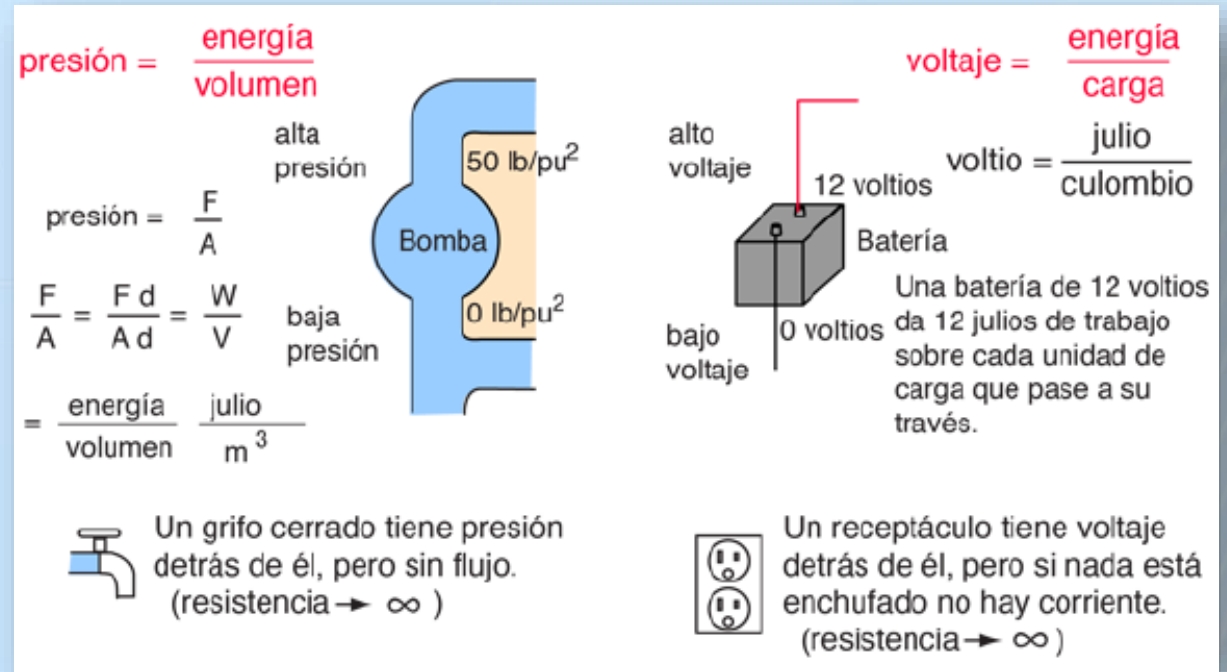 presión = energía / volumen
alta presión
50 lb/pu²
presión = F / A
Bomba
F / A = F d / A d = W / V
baja presión
0 lb/pu²
= energía / volumen julio / m³
Un grifo cerrado tiene presión
detrás de él, pero sin flujo.
(resistencia → ∞ )
voltaje = energía / carga
alto voltaje
12 voltios
voltio = julio / culombio
Batería
Una batería de 12 voltios
da 12 julios de trabajo
sobre cada unidad de
carga que pase a su
través.
bajo voltaje
0 voltios
Un receptáculo tiene voltaje
detrás de él, pero si nada está
enchufado no hay corriente.
(resistencia → ∞ )